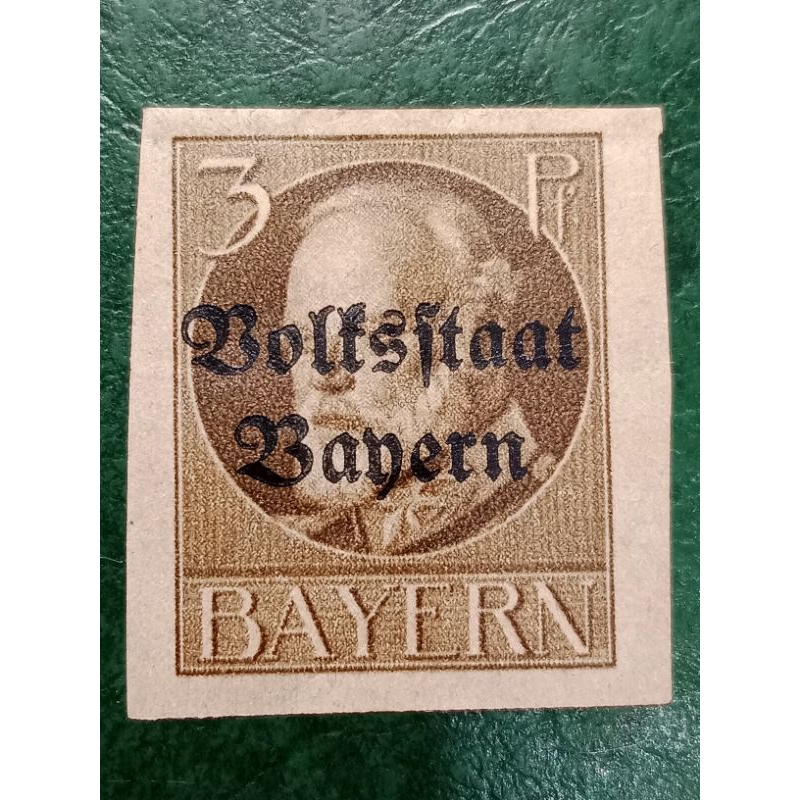 3 Pf
Volksstaat
Bayern
BAYERN